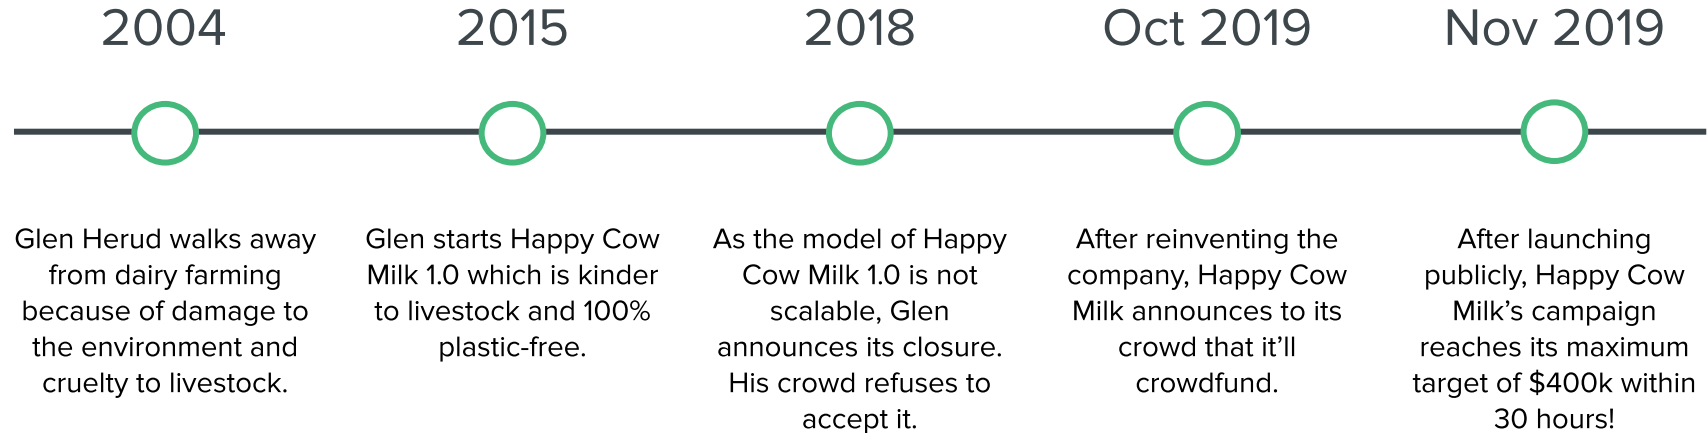 2004
Glen Herud walks away
from dairy farming
because of damage to
the environment and
cruelty to livestock.
2015
Glen starts Happy Cow
Milk 1.0 which is kinder
to livestock and 100%
plastic-free.
2018
As the model of Happy
Cow Milk 1.0 is not
scalable, Glen
announces its closure.
His crowd refuses to
accept it.
Oct 2019
After reinventing the
company, Happy Cow
Milk announces to its
crowd that it’ll
crowdfund.
Nov 2019
After launching
publicly, Happy Cow
Milk’s campaign
reaches its maximum
target of $400k within
30 hours!